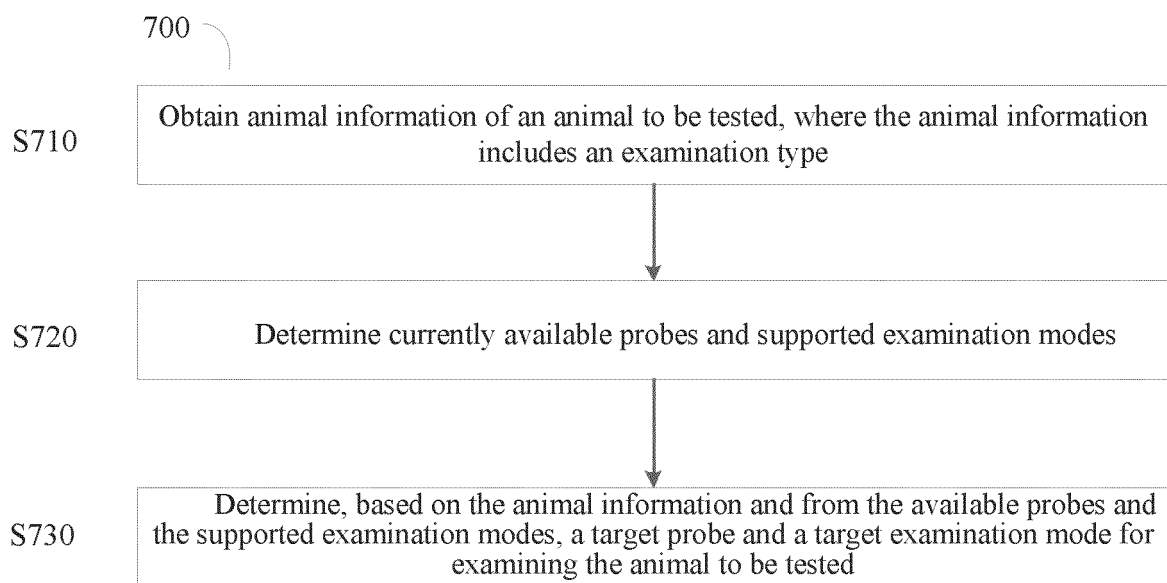 700
S710
Obtain animal information of an animal to be tested, where the animal information
includes an examination type
S720
Determine currently available probes and supported examination modes
S730
Determine, based on the animal information and from the available probes and
the supported examination modes, a target probe and a target examination mode for
examining the animal to be tested